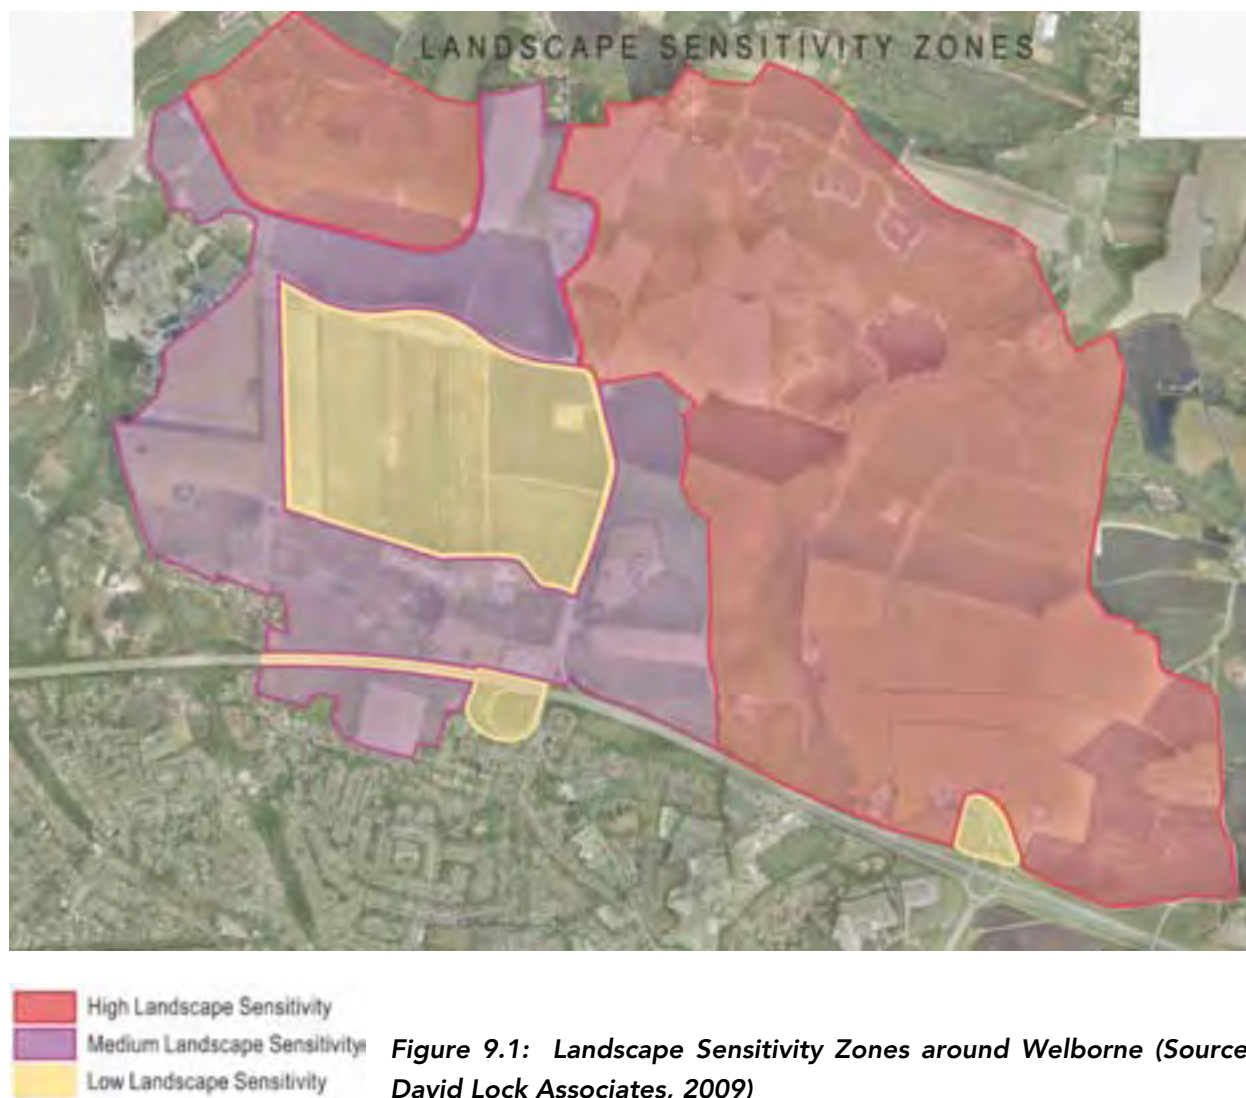 LANDSCAPE SENSITIVITY ZONES
High Landscape Sensitivity
Medium Landscape Sensitivity
Low Landscape Sensitivity
Figure 9.1: Landscape Sensitivity Zones around Welborne (Source
David Lock Associates, 2009)